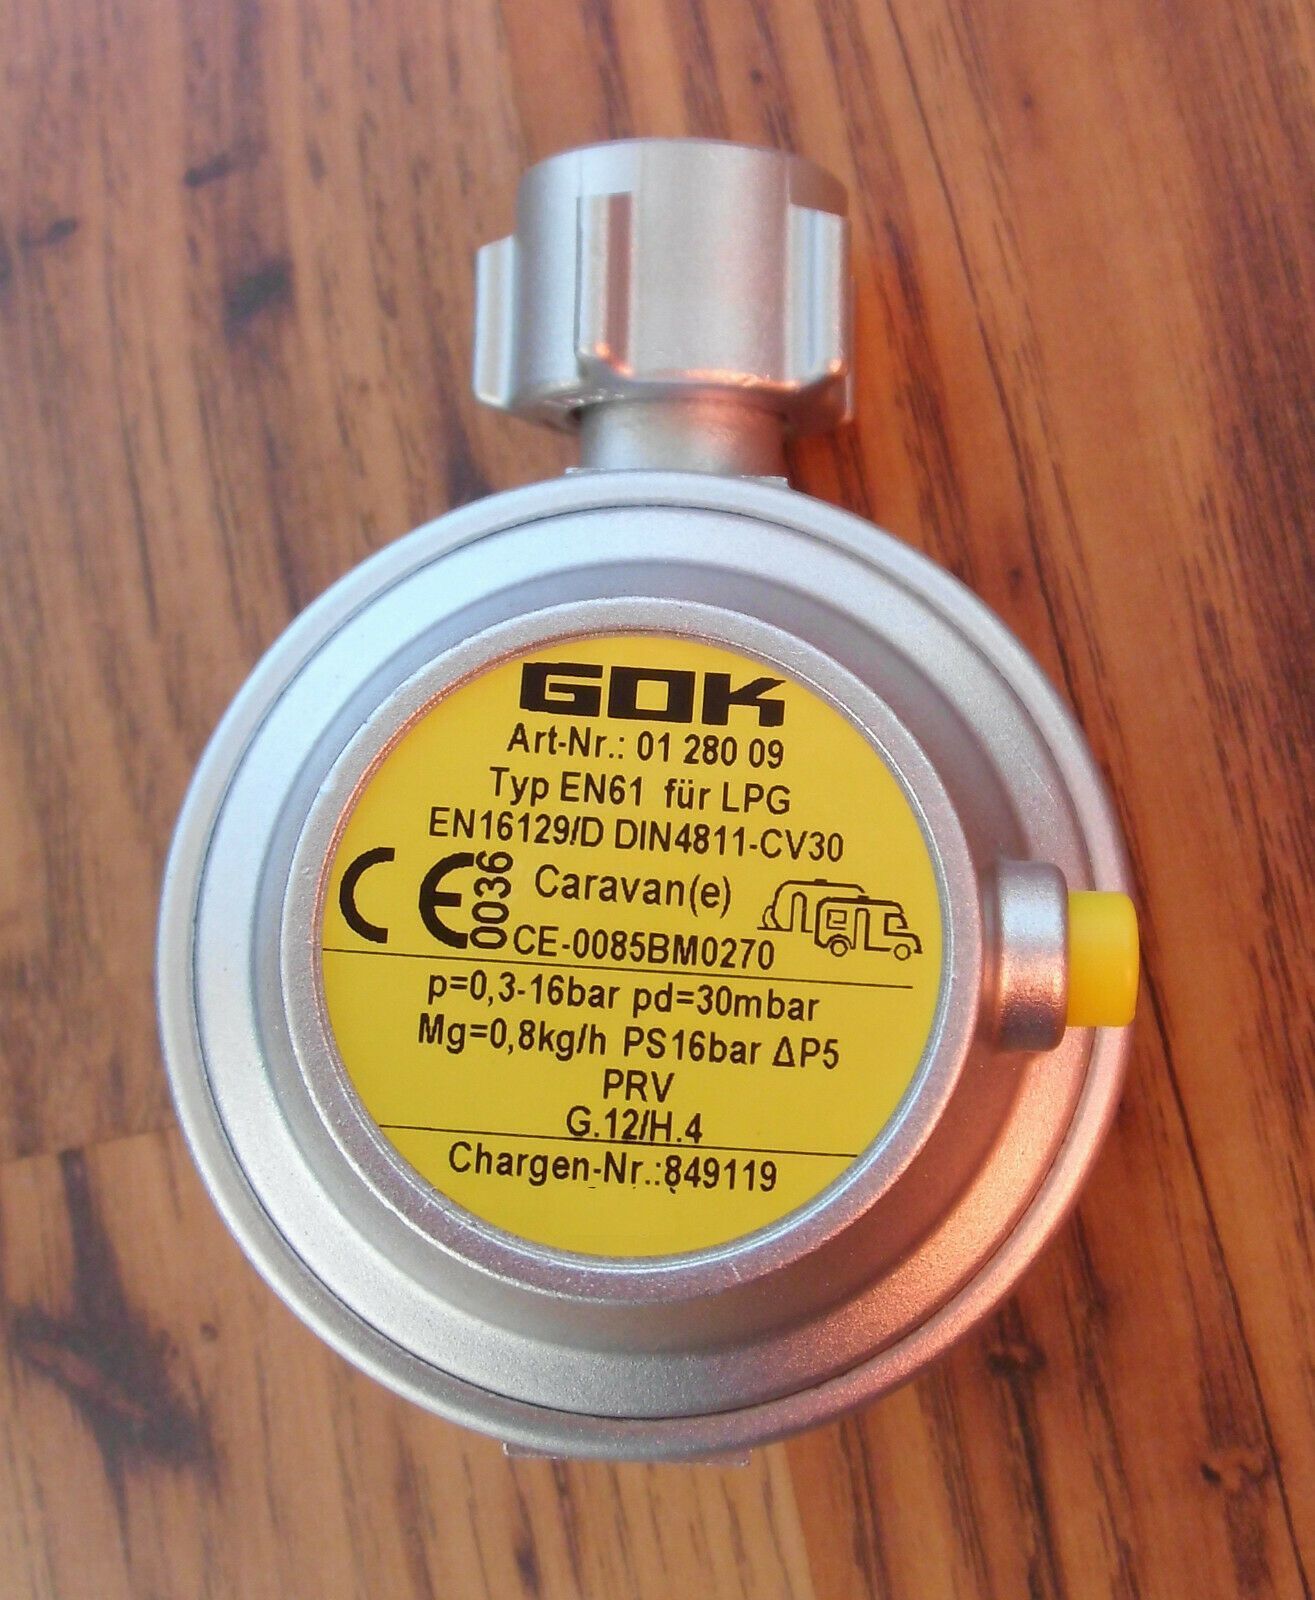 GOK
Art-Nr.: 01 280 09
Typ EN61 für LPG
EN16129/D DIN4811-CV30
CE CE 0036 Caravan(e)
CE-0085BM0270
p=0,3-16bar pd=30mbar
Mg=0,8kg/h PS16bar ΔP5
PRV
G.12/H.4
Chargen-Nr.:849119